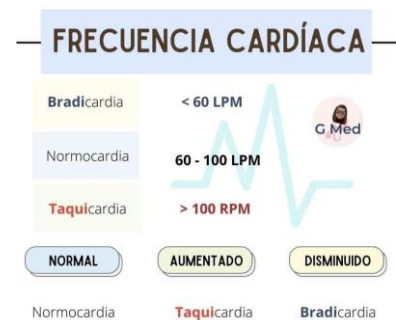 FRECUENCIA CARDÍACA
Bradicardia < 60 LPM
G Med
Normocardia 60 - 100 LPM
Taquicardia > 100 RPM
NORMAL AUMENTADO DISMINUIDO
Normocardia Taquicardia Bradicardia